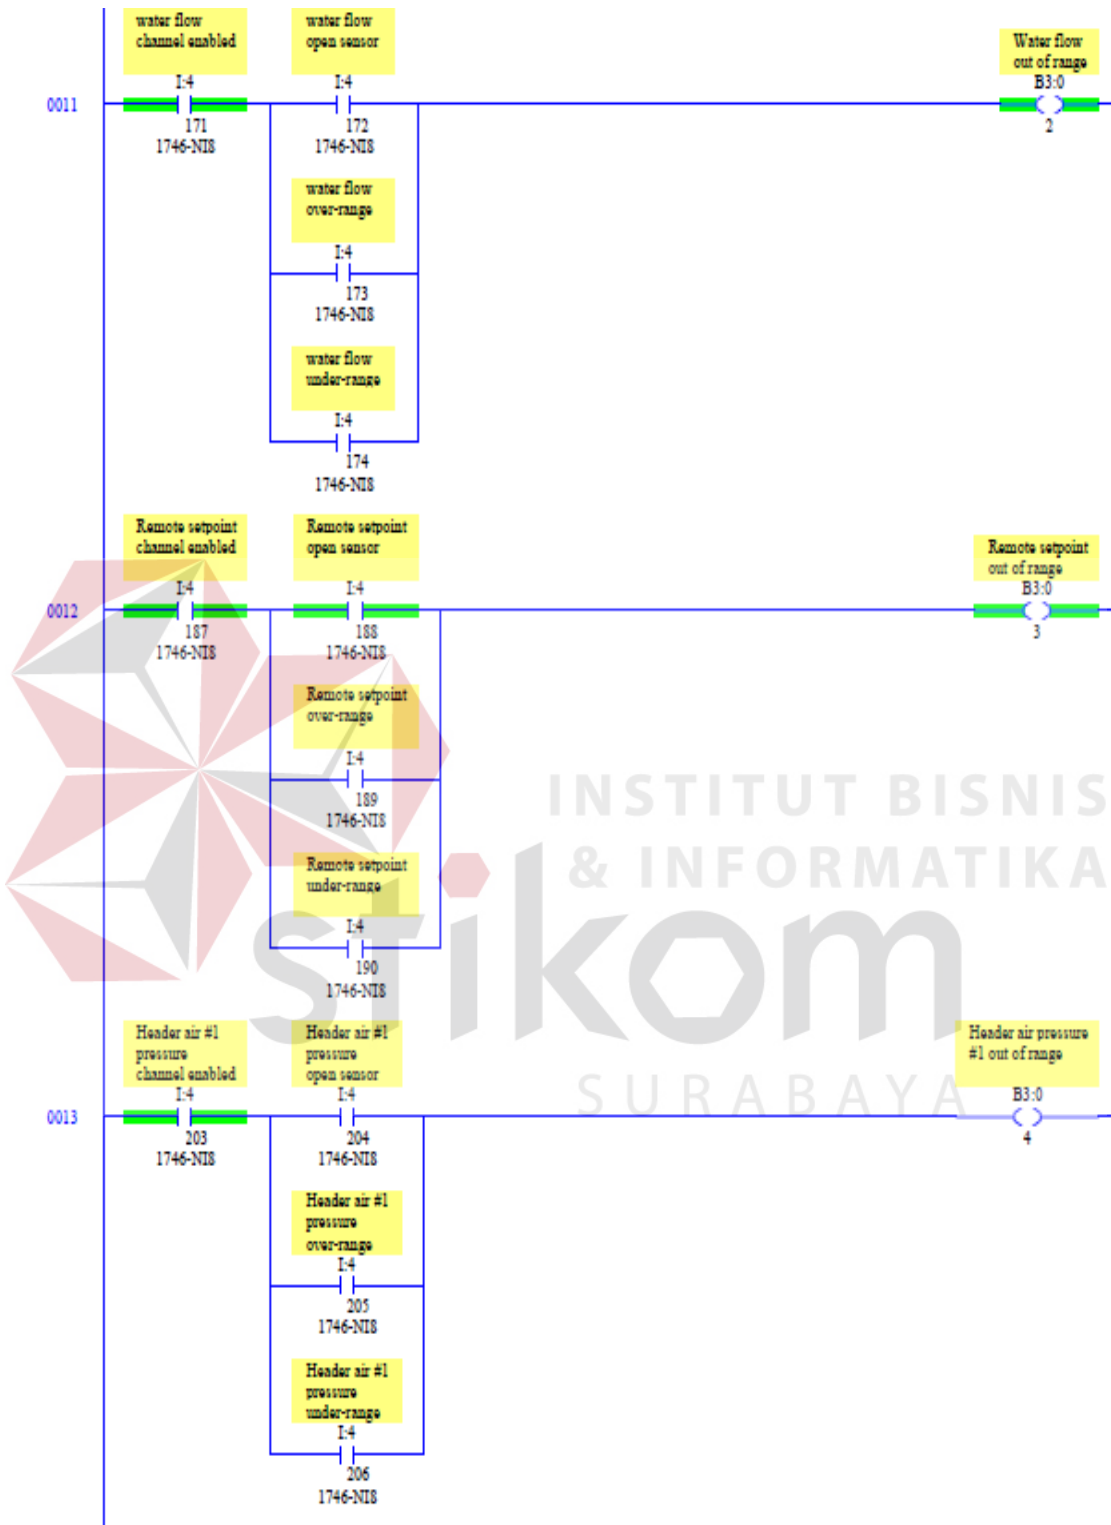 water flow
channel enabled
water flow
open sensor
Water flow
out of range
I:4
I:4
B3:0
0011
171
172
2
1746-NI8
1746-NI8
water flow
over-range
I:4
173
1746-NI8
water flow
under-range
I:4
174
1746-NI8
Remote setpoint
channel enabled
Remote setpoint
open sensor
Remote setpoint
out of range
I:4
I:4
B3:0
0012
187
188
3
1746-NI8
1746-NI8
Remote setpoint
over-range
I:4
189
1746-NI8
Remote setpoint
under-range
I:4
190
1746-NI8
INSTITUT BISNIS
& INFORMATIKA
stikom
SURABAYA
Header air #1
pressure
channel enabled
Header air #1
pressure
open sensor
Header air pressure
#1 out of range
I:4
I:4
B3:0
0013
203
204
4
1746-NI8
1746-NI8
Header air #1
pressure
over-range
I:4
205
1746-NI8
Header air #1
pressure
under-range
I:4
206
1746-NI8